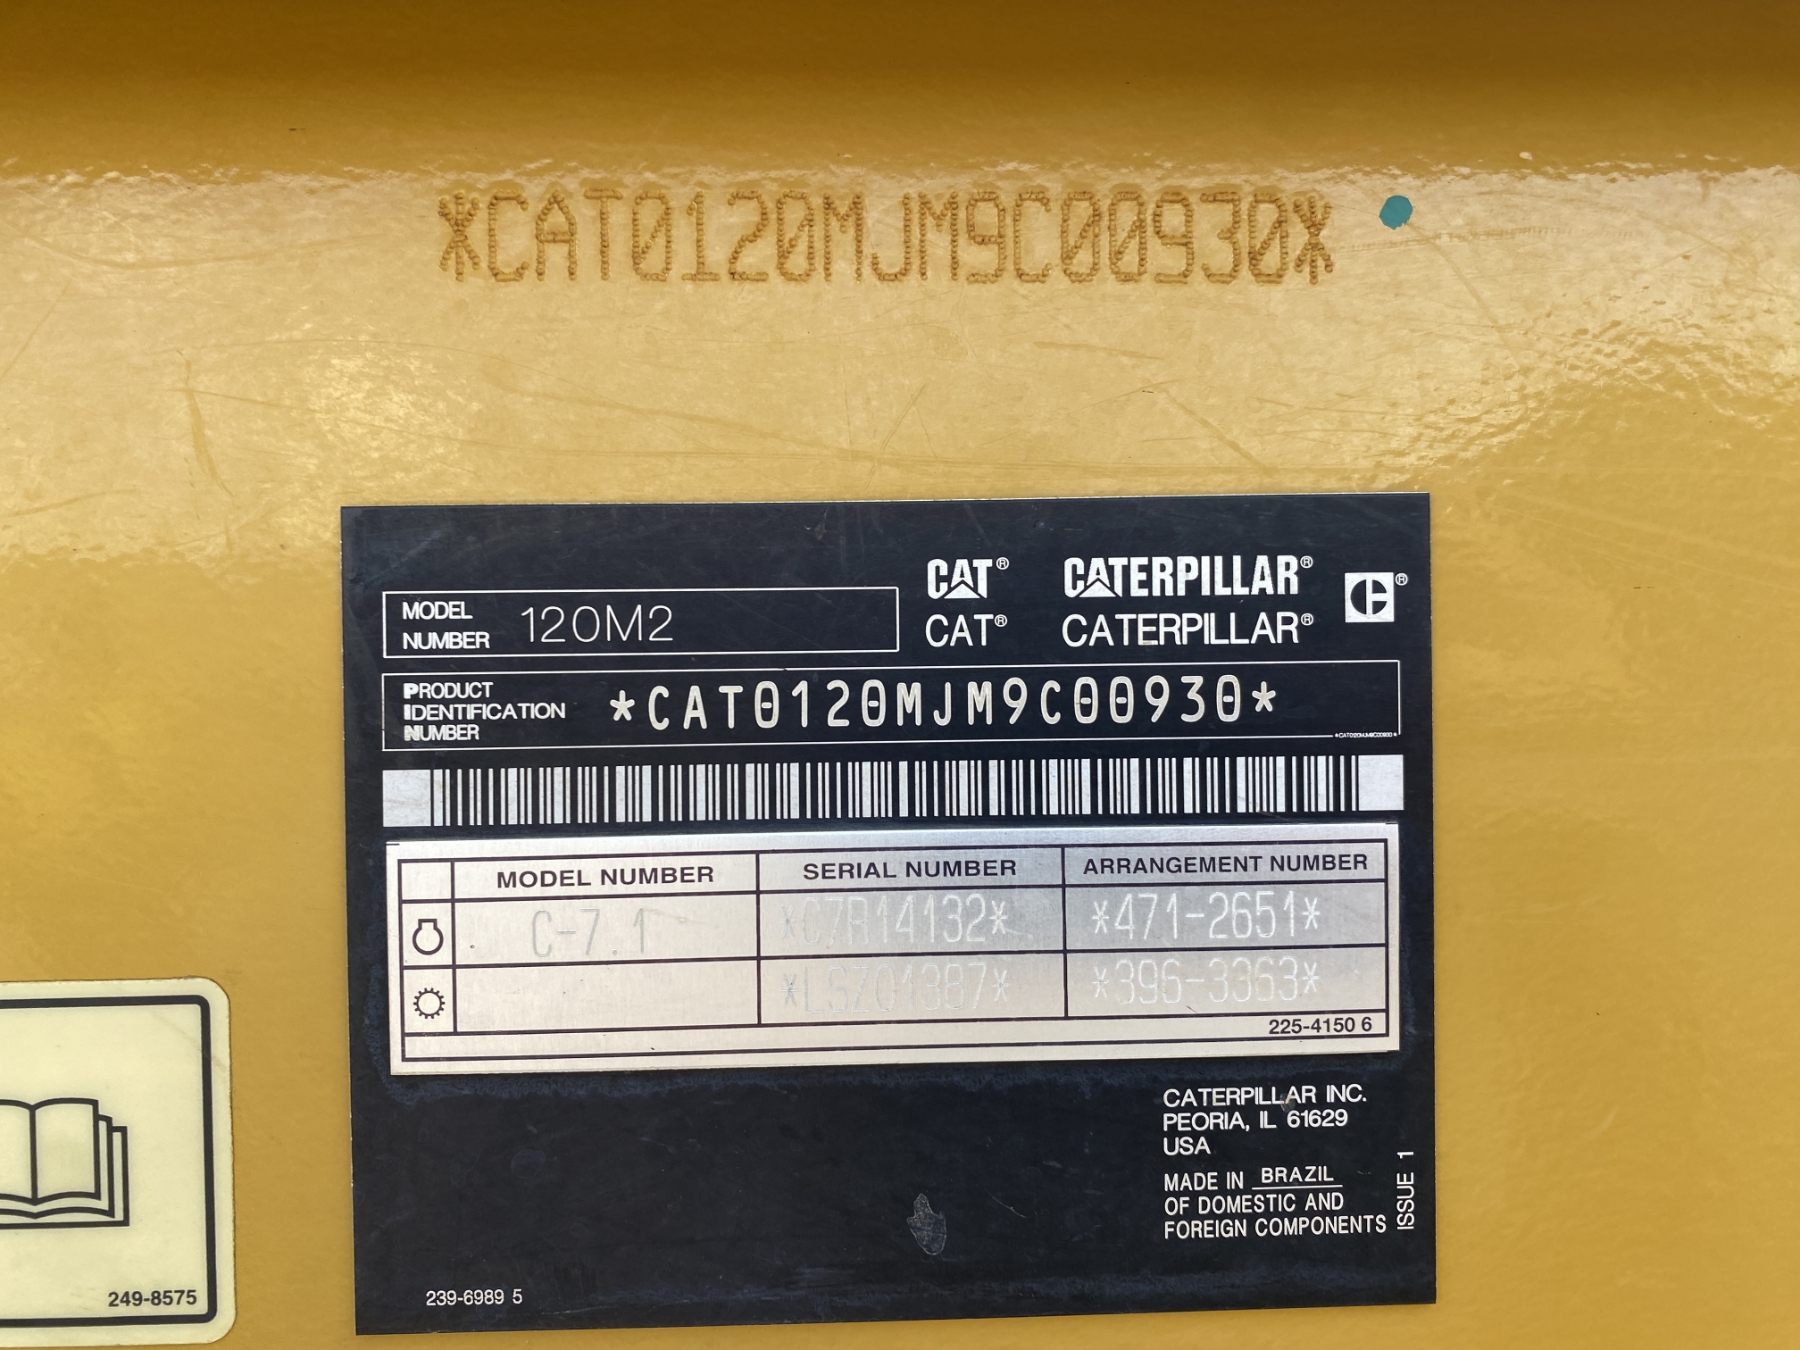 *CAT0120MJM9C00930*
MODEL NUMBER 120M2
CAT® CATERPILLAR®
CAT® CATERPILLAR®
PRODUCT IDENTIFICATION NUMBER *CAT0120MJM9C00930*
*CAT0120MJM9C00930*
MODEL NUMBER SERIAL NUMBER ARRANGEMENT NUMBER
C-7.1 *C7R14132* *471-2651*
*396-3363*
225-4150 6
CATERPILLAR INC.
PEORIA, IL 61629
USA
MADE IN BRAZIL
OF DOMESTIC AND
FOREIGN COMPONENTS
ISSUE 1
239-6989 5
249-8575